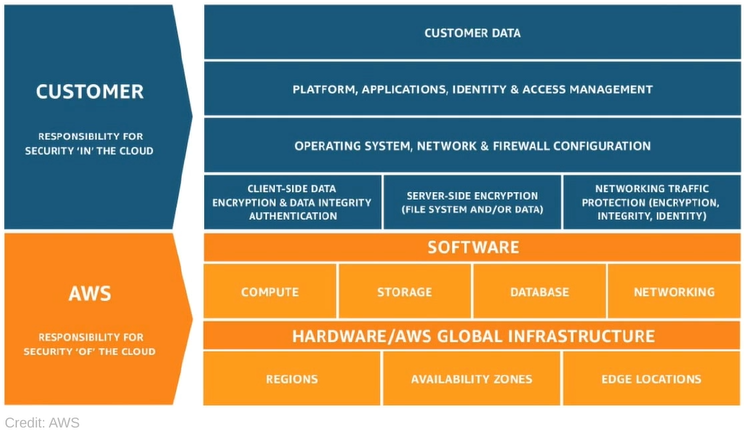 CUSTOMER
RESPONSIBILITY FOR
SECURITY ‘IN’ THE CLOUD
CUSTOMER DATA
PLATFORM, APPLICATIONS, IDENTITY & ACCESS MANAGEMENT
OPERATING SYSTEM, NETWORK & FIREWALL CONFIGURATION
CLIENT-SIDE DATA
ENCRYPTION & DATA INTEGRITY
AUTHENTICATION
SERVER-SIDE ENCRYPTION
(FILE SYSTEM AND/OR DATA)
NETWORKING TRAFFIC
PROTECTION (ENCRYPTION,
INTEGRITY, IDENTITY)
AWS
RESPONSIBILITY FOR
SECURITY ‘OF’ THE CLOUD
SOFTWARE
COMPUTE
STORAGE
DATABASE
NETWORKING
HARDWARE/AWS GLOBAL INFRASTRUCTURE
REGIONS
AVAILABILITY ZONES
EDGE LOCATIONS
Credit: AWS